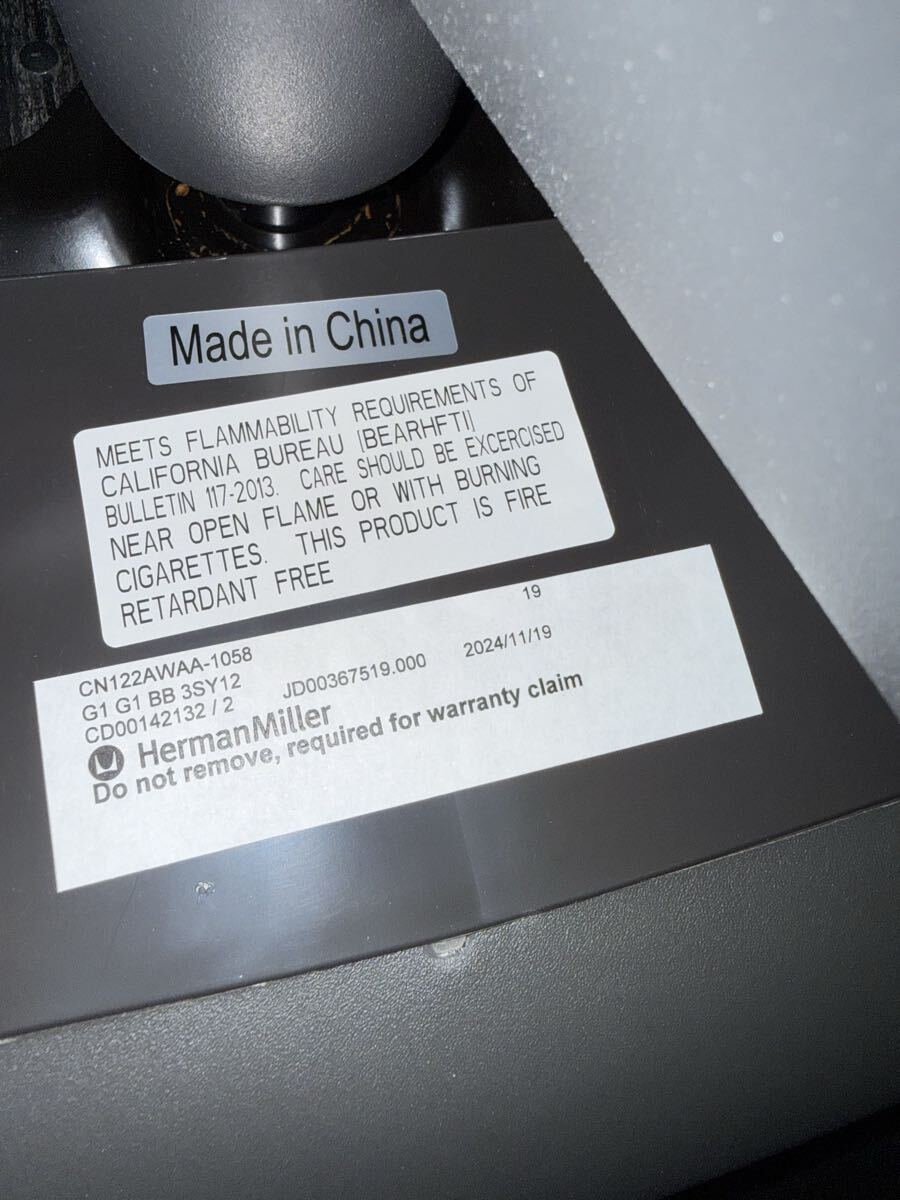 Made in China
MEETS FLAMMABILITY REQUIREMENTS OF
CALIFORNIA BUREAU [BEARHFTI]
BULLETIN 117-2013. CARE SHOULD BE EXCERCISED
NEAR OPEN FLAME OR WITH BURNING
CIGARETTES. THIS PRODUCT IS FIRE
RETARDANT FREE
19
CN122AWAA-1058
G1 G1 BB 3SY12
CD00142132 / 2 JD00367519.000 2024/11/19
HermanMiller
Do not remove, required for warranty claim